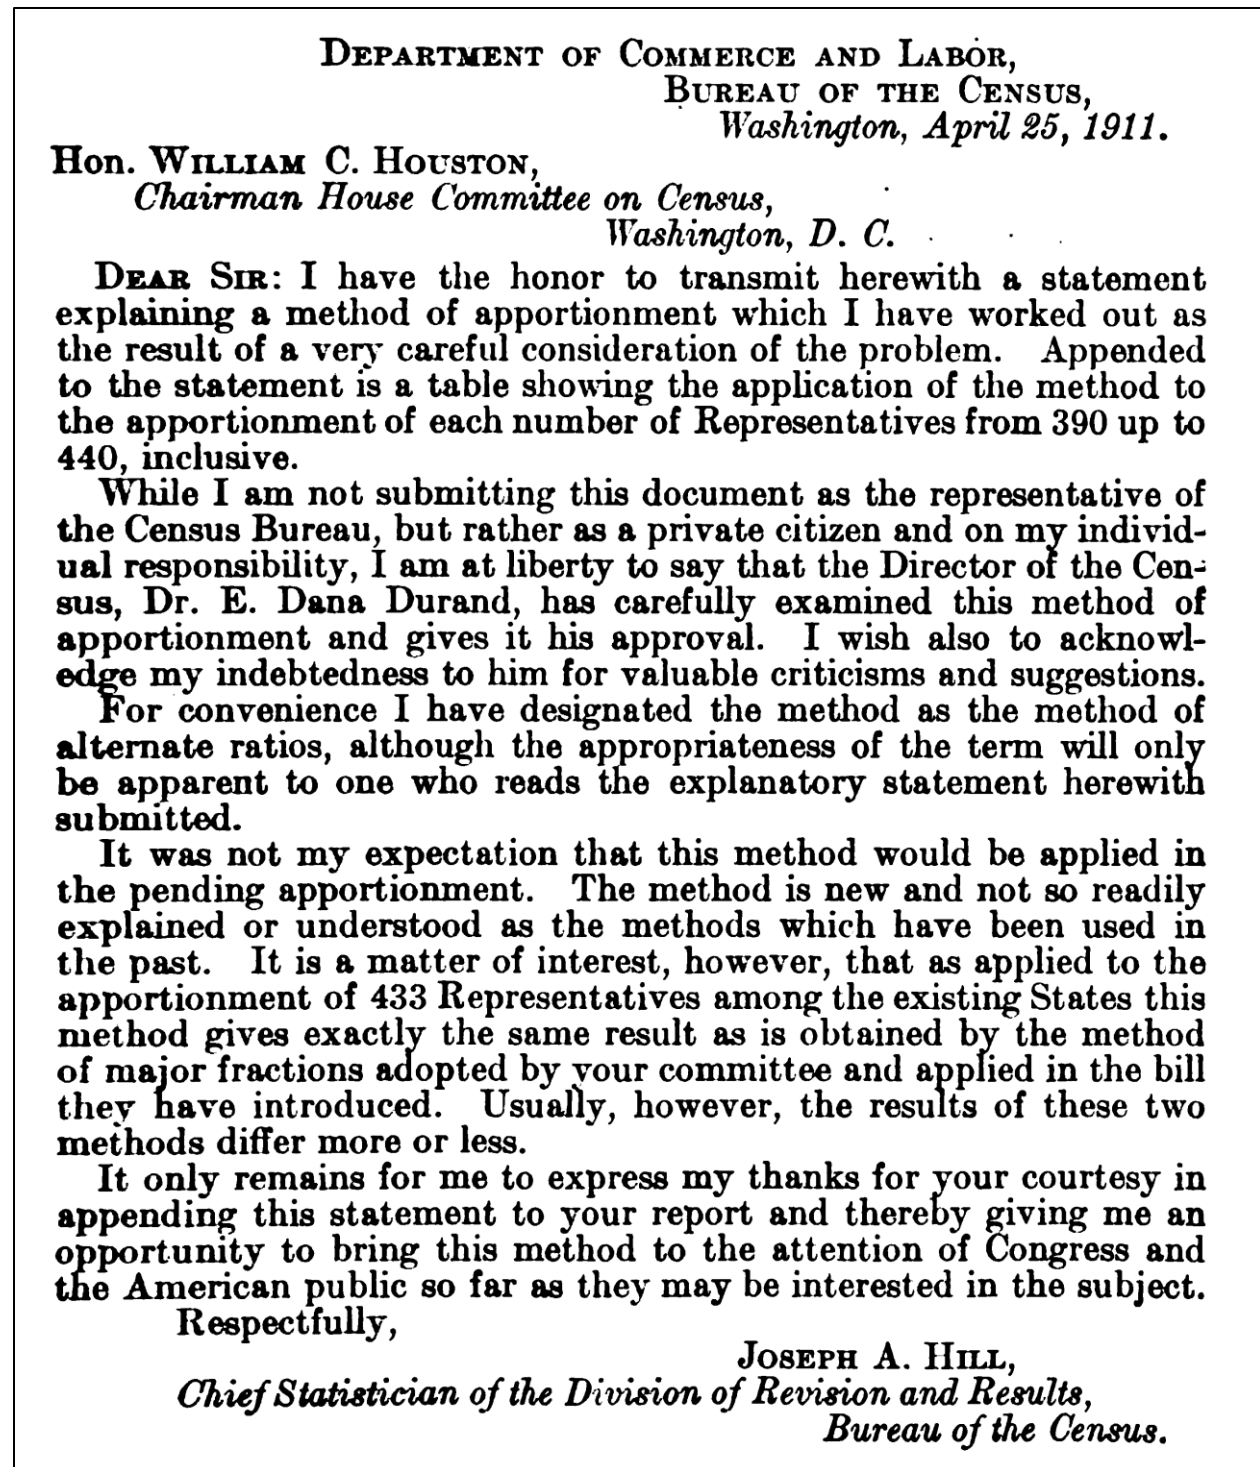 DEPARTMENT OF COMMERCE AND LABOR,
BUREAU OF THE CENSUS,
Washington, April 25, 1911.
Hon. WILLIAM C. HOUSTON,
Chairman House Committee on Census,
Washington, D. C.
DEAR SIR: I have the honor to transmit herewith a statement
explaining a method of apportionment which I have worked out as
the result of a very careful consideration of the problem. Appended
to the statement is a table showing the application of the method to
the apportionment of each number of Representatives from 390 up to
440, inclusive.
While I am not submitting this document as the representative of
the Census Bureau, but rather as a private citizen and on my individ-
ual responsibility, I am at liberty to say that the Director of the Cen-
sus, Dr. E. Dana Durand, has carefully examined this method of
apportionment and gives it his approval. I wish also to acknowl-
edge my indebtedness to him for valuable criticisms and suggestions.
For convenience I have designated the method as the method of
alternate ratios, although the appropriateness of the term will only
be apparent to one who reads the explanatory statement herewith
submitted.
It was not my expectation that this method would be applied in
the pending apportionment. The method is new and not so readily
explained or understood as the methods which have been used in
the past. It is a matter of interest, however, that as applied to the
apportionment of 433 Representatives among the existing States this
method gives exactly the same result as is obtained by the method
of major fractions adopted by your committee and applied in the bill
they have introduced. Usually, however, the results of these two
methods differ more or less.
It only remains for me to express my thanks for your courtesy in
appending this statement to your report and thereby giving me an
opportunity to bring this method to the attention of Congress and
the American public so far as they may be interested in the subject.
Respectfully,
JOSEPH A. HILL,
Chief Statistician of the Division of Revision and Results,
Bureau of the Census.